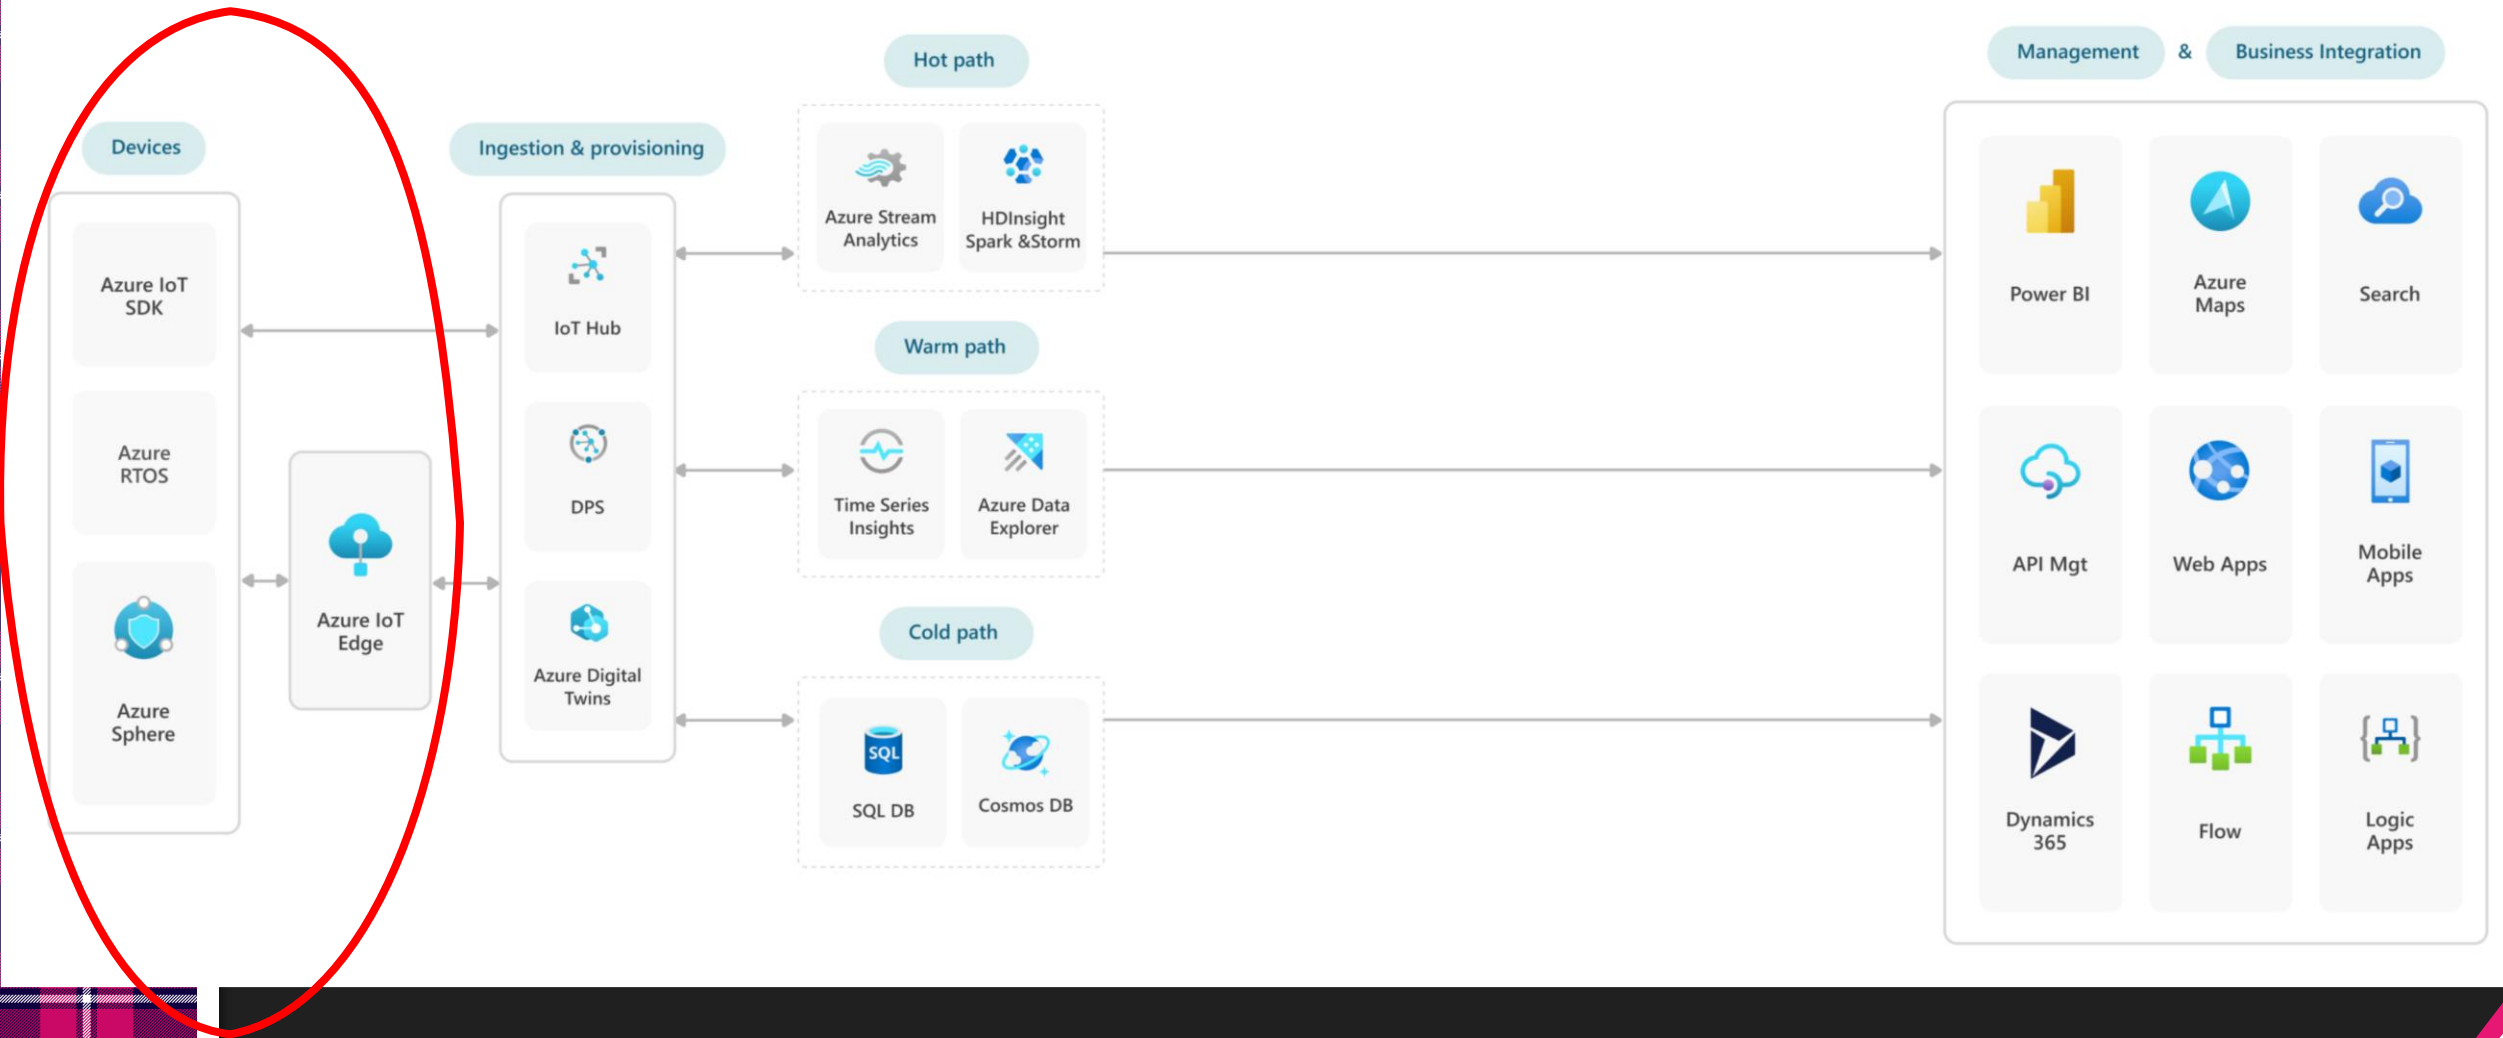 Devices
Azure IoT
SDK
Azure
RTOS
Azure
Sphere
Azure IoT
Edge
Ingestion & provisioning
IoT Hub
DPS
Azure Digital
Twins
Hot path
Azure Stream
Analytics
HDInsight
Spark &Storm
Warm path
Time Series
Insights
Azure Data
Explorer
Cold path
SQL
SQL DB
Cosmos DB
Management & Business Integration
Power BI
Azure
Maps
Search
API Mgt
Web Apps
Mobile
Apps
Dynamics
365
Flow
Logic
Apps